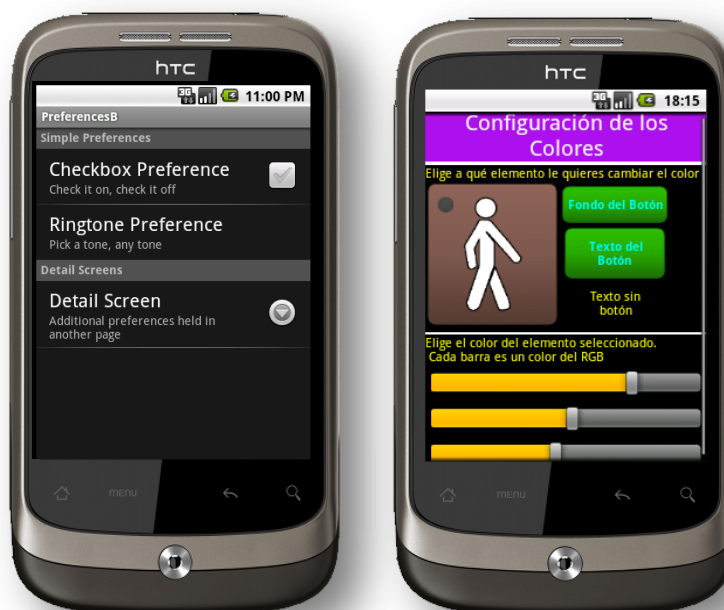 hTC
3G
11:00 PM
PreferencesB
Simple Preferences
Checkbox Preference
Check it on, check it off
Ringtone Preference
Pick a tone, any tone
Detail Screens
Detail Screen
Additional preferences held in
another page
MENU
hTC
3G
18:15
Configuración de los
Colores
Elige a qué elemento le quieres cambiar el color
Fondo del Botón
Texto del
Botón
Texto sin
botón
Elige el color del elemento seleccionado.
Cada barra es un color del RGB
MENU